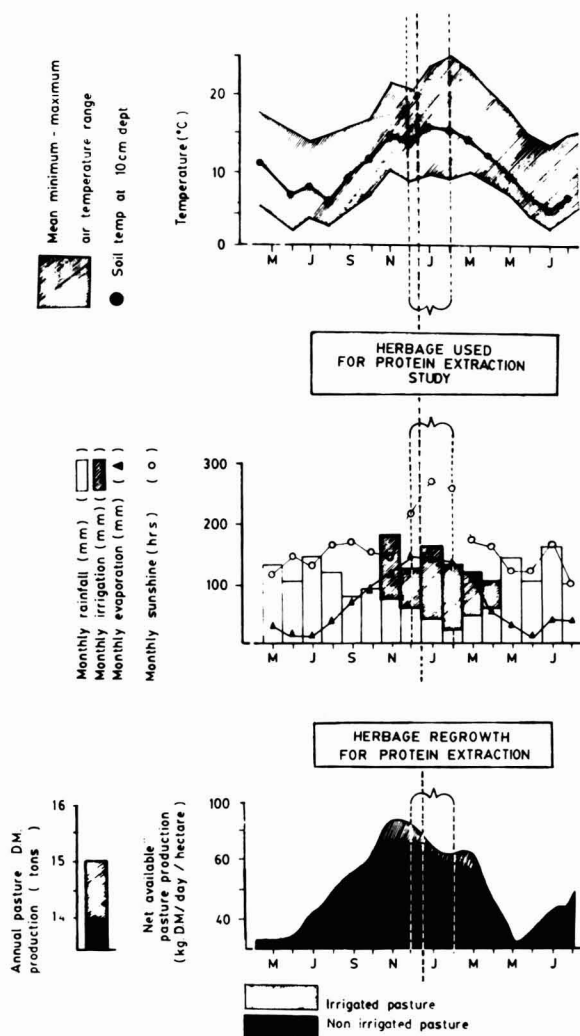 Mean minimum - maximum
air temperature range
Soil temp at 10cm dept
Temperature (°C)
20
10
5
0
M J S N J M M J
HERBAGE USED
FOR PROTEIN EXTRACTION
STUDY
Monthly rainfall (mm) ( )
Monthly irrigation (mm) ( )
Monthly evaporation (mm) ( )
Monthly sunshine (hrs) ( )
300
200
100
M J S N J M M J
HERBAGE REGROWTH
FOR PROTEIN EXTRACTION
Annual pasture D.M.
production ( tons )
16
15
14
Net available
pasture production
(kg. DM/ day / hectare)
100
60
40
M J S N J M M J
Irrigated pasture
Non irrigated pasture